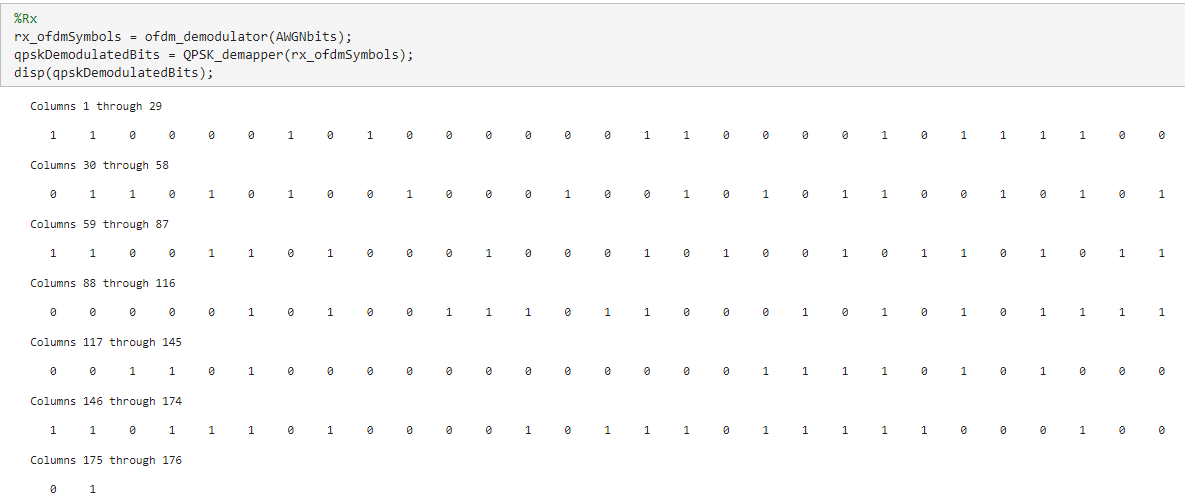 %Rx
rx_ofdmSymbols = ofdm_demodulator(AWGNbits);
qpskDemodulatedBits = QPSK_demapper(rx_ofdmSymbols);
disp(qpskDemodulatedBits);
Columns 1 through 29
1 1 0 0 0 0 1 0 1 0 0 0 0 0 0 1 1 0 0 0 0 1 0 1 1 1 1 0 0
Columns 30 through 58
0 1 1 0 1 0 1 0 0 1 0 0 0 1 0 0 1 0 1 0 1 1 0 0 1 0 1 0 1
Columns 59 through 87
1 1 0 0 1 1 0 1 0 0 0 1 0 0 0 1 0 1 0 0 1 0 1 1 0 1 0 1 1
Columns 88 through 116
0 0 0 0 0 1 0 1 0 0 1 1 1 0 1 1 0 0 0 1 0 1 0 1 0 1 1 1 1
Columns 117 through 145
0 0 1 1 0 1 0 0 0 0 0 0 0 0 0 0 0 0 1 1 1 1 0 1 0 1 0 0 0
Columns 146 through 174
1 1 0 1 1 1 0 1 0 0 0 0 1 0 1 1 1 0 1 1 1 1 1 0 0 0 1 0 0
Columns 175 through 176
0 1